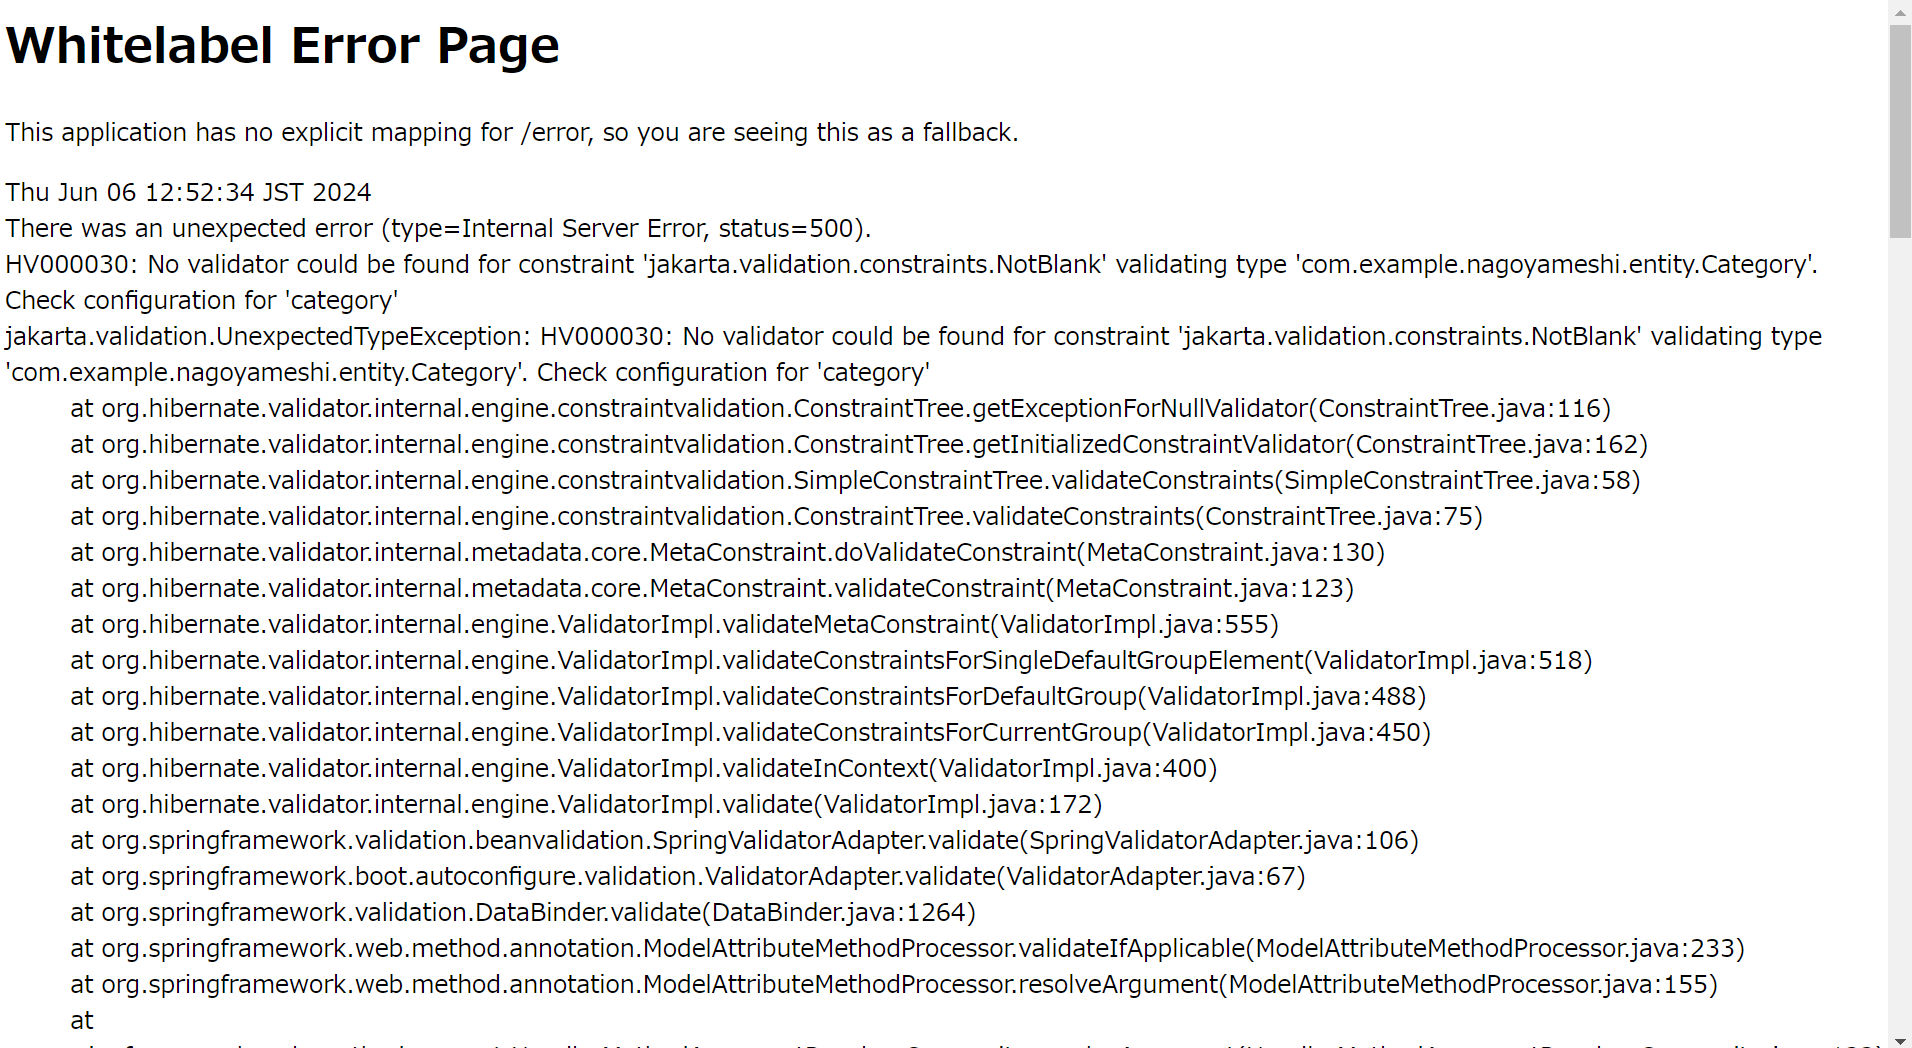 Whitelabel Error Page
This application has no explicit mapping for /error, so you are seeing this as a fallback.
Thu Jun 06 12:52:34 JST 2024
There was an unexpected error (type=Internal Server Error, status=500).
HV000030: No validator could be found for constraint 'jakarta.validation.constraints.NotBlank' validating type 'com.example.nagoyameshi.entity.Category'.
Check configuration for 'category'
jakarta.validation.UnexpectedTypeException: HV000030: No validator could be found for constraint 'jakarta.validation.constraints.NotBlank' validating type
'com.example.nagoyameshi.entity.Category'. Check configuration for 'category'
at org.hibernate.validator.internal.engine.constraintvalidation.ConstraintTree.getExceptionForNullValidator(ConstraintTree.java:116)
at org.hibernate.validator.internal.engine.constraintvalidation.ConstraintTree.getInitializedConstraintValidator(ConstraintTree.java:162)
at org.hibernate.validator.internal.engine.constraintvalidation.SimpleConstraintTree.validateConstraints(SimpleConstraintTree.java:58)
at org.hibernate.validator.internal.engine.constraintvalidation.ConstraintTree.validateConstraints(ConstraintTree.java:75)
at org.hibernate.validator.internal.metadata.core.MetaConstraint.doValidateConstraint(MetaConstraint.java:130)
at org.hibernate.validator.internal.metadata.core.MetaConstraint.validateConstraint(MetaConstraint.java:123)
at org.hibernate.validator.internal.engine.ValidatorImpl.validateMetaConstraint(ValidatorImpl.java:555)
at org.hibernate.validator.internal.engine.ValidatorImpl.validateConstraintsForSingleDefaultGroupElement(ValidatorImpl.java:518)
at org.hibernate.validator.internal.engine.ValidatorImpl.validateConstraintsForDefaultGroup(ValidatorImpl.java:488)
at org.hibernate.validator.internal.engine.ValidatorImpl.validateConstraintsForCurrentGroup(ValidatorImpl.java:450)
at org.hibernate.validator.internal.engine.ValidatorImpl.validateInContext(ValidatorImpl.java:400)
at org.hibernate.validator.internal.engine.ValidatorImpl.validate(ValidatorImpl.java:172)
at org.springframework.validation.beanvalidation.SpringValidatorAdapter.validate(SpringValidatorAdapter.java:106)
at org.springframework.boot.autoconfigure.validation.ValidatorAdapter.validate(ValidatorAdapter.java:67)
at org.springframework.validation.DataBinder.validate(DataBinder.java:1264)
at org.springframework.web.method.annotation.ModelAttributeMethodProcessor.validateIfApplicable(ModelAttributeMethodProcessor.java:233)
at org.springframework.web.method.annotation.ModelAttributeMethodProcessor.resolveArgument(ModelAttributeMethodProcessor.java:155)
at